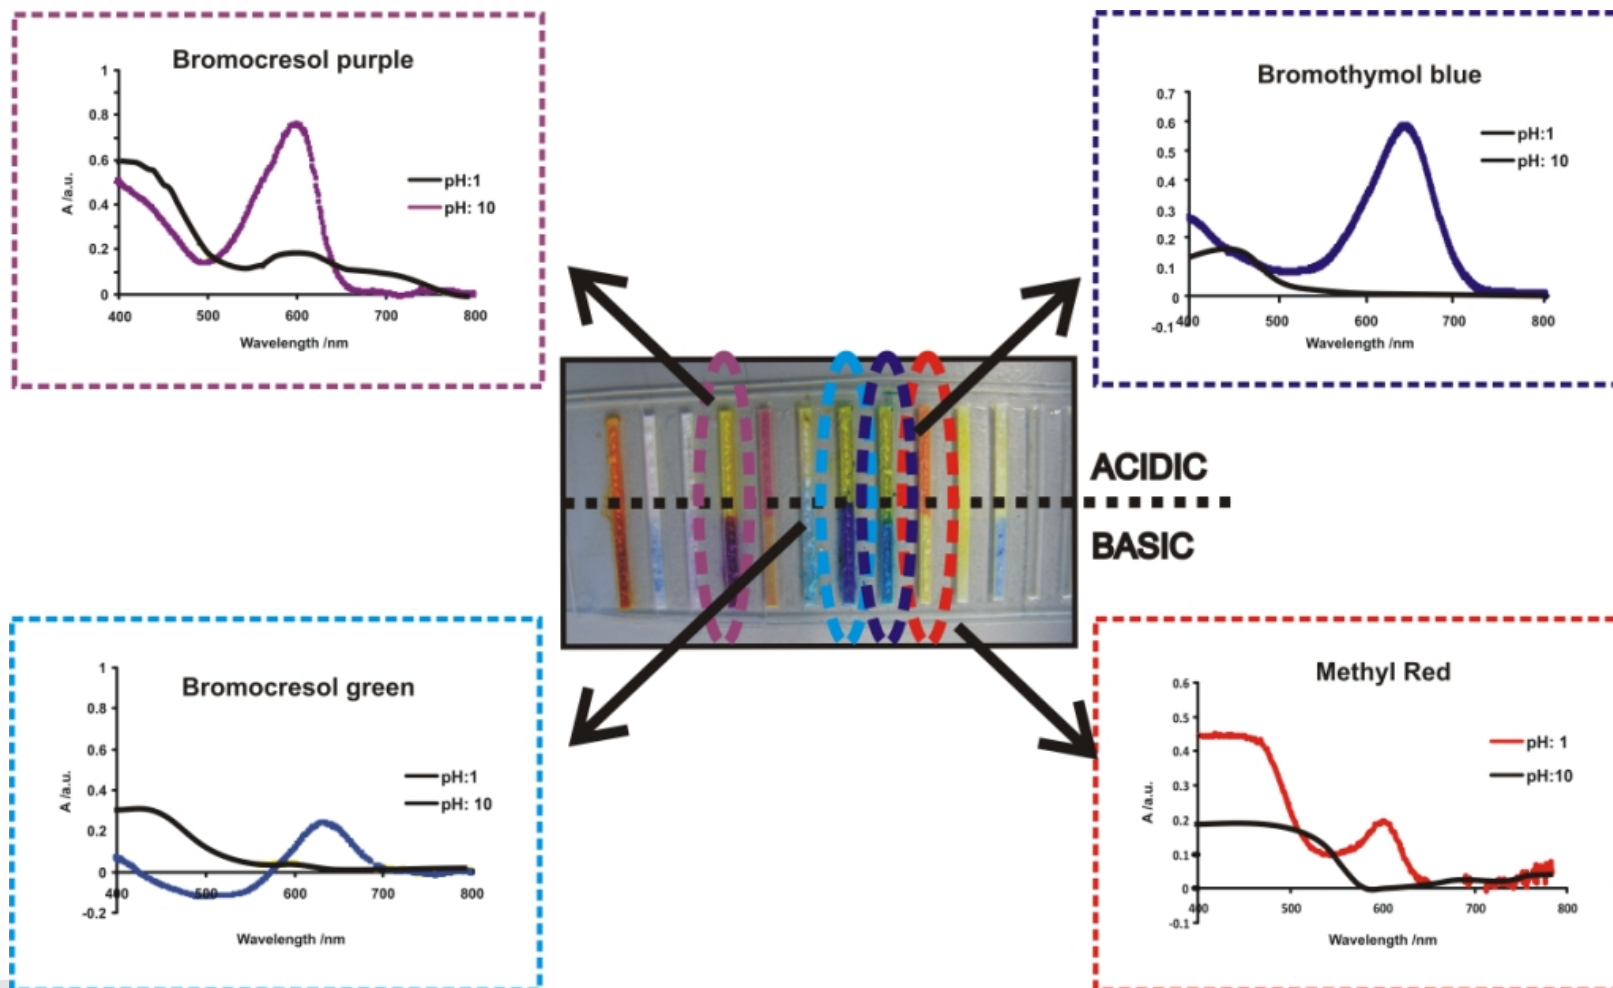 Bromocresol purple
1
0.8
0.6
0.4
0.2
0
A /a.u.
pH:1
pH: 10
400 500 600 700 800
Wavelength /nm
Bromothymol blue
0.7
0.6
0.5
0.4
0.3
0.2
0.1
0
-0.1
pH:1
pH: 10
400 500 600 700 800
Wavelength /nm
ACIDIC
BASIC
Bromocresol green
1
0.8
0.6
0.4
0.2
0
-0.2
A /a.u.
pH:1
pH: 10
400 500 600 700 800
Wavelength /nm
Methyl Red
0.6
0.5
0.4
0.3
0.2
0.1
0
-0.1
A /a.u.
pH: 1
pH:10
400 500 600 700 800
Wavelength /nm